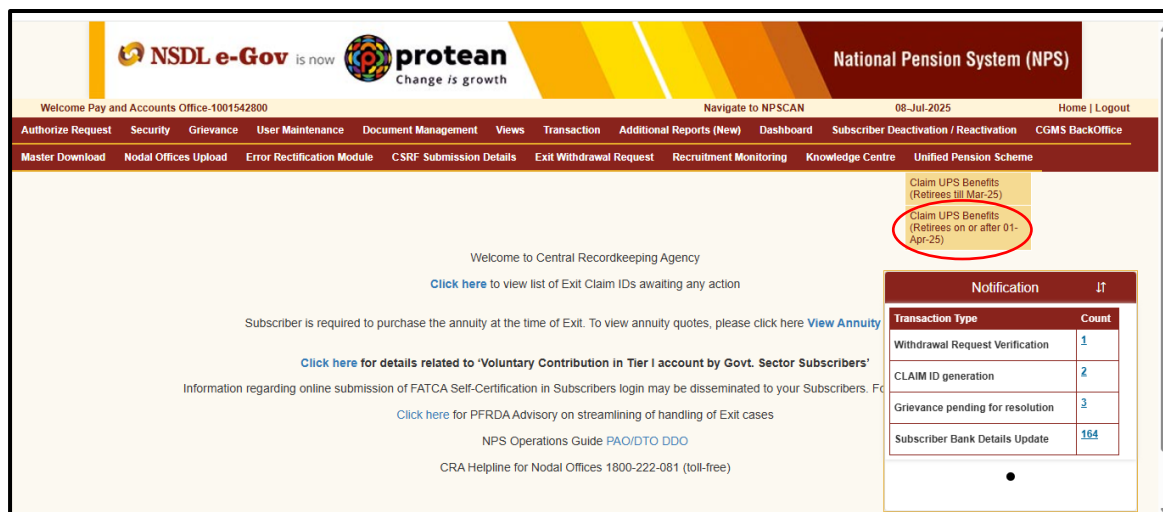 NSDL e-Gov is now protean
Change is growth
National Pension System (NPS)
Welcome Pay and Accounts Office-1001542800 Navigate to NPSCAN 08-Jul-2025 Home | Logout
Authorize Request Security Grievance User Maintenance Document Management Views Transaction Additional Reports (New) Dashboard Subscriber Deactivation / Reactivation CGMS BackOffice
Master Download Nodal Offices Upload Error Rectification Module CSRF Submission Details Exit Withdrawal Request Recruitment Monitoring Knowledge Centre Unified Pension Scheme
Claim UPS Benefits
(Retirees till Mar-25)
Claim UPS Benefits
(Retirees on or after 01-
Apr-25)
Welcome to Central Recordkeeping Agency
Click here to view list of Exit Claim IDs awaiting any action
Subscriber is required to purchase the annuity at the time of Exit. To view annuity quotes, please click here View Annuity
Click here for details related to ‘Voluntary Contribution in Tier I account by Govt. Sector Subscribers’
Information regarding online submission of FATCA Self-Certification in Subscribers login may be disseminated to your Subscribers.
Click here for PFRDA Advisory on streamlining of handling of Exit cases
NPS Operations Guide PAO/DTO DDO
CRA Helpline for Nodal Offices 1800-222-081 (toll-free)
Notification
Transaction Type Count
Withdrawal Request Verification 1
CLAIM ID generation 2
Grievance pending for resolution 3
Subscriber Bank Details Update 164